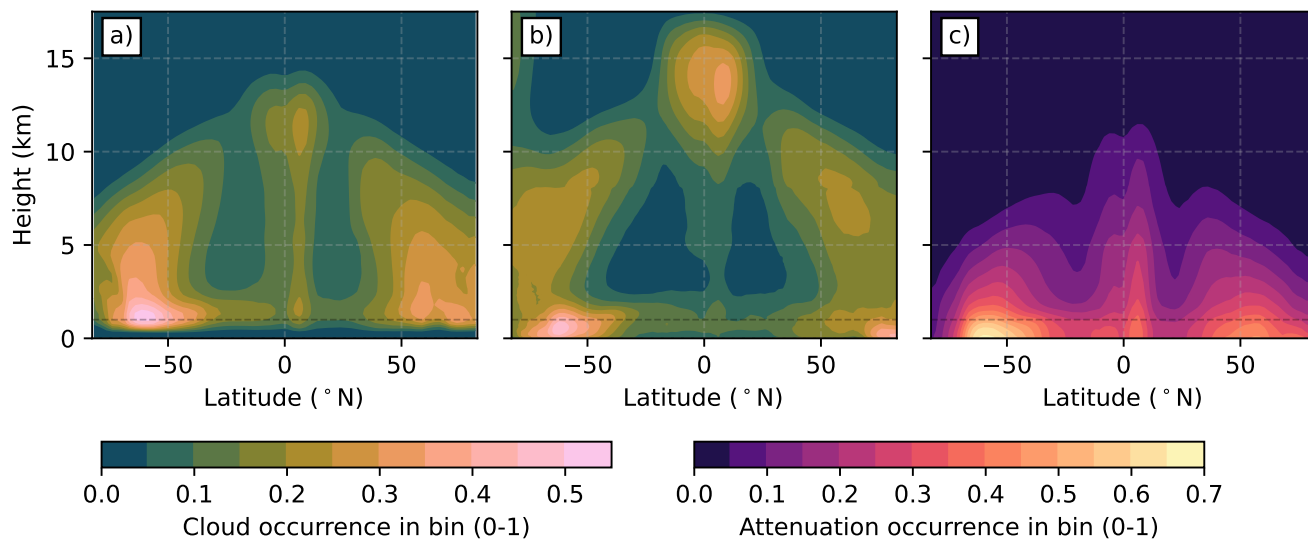 a) b) c)
15
10
5
0
Height (km)
−50 0 50 −50 0 50 −50 0 50
Latitude (°N) Latitude (°N) Latitude (°N)
0.0 0.1 0.2 0.3 0.4 0.5 0.0 0.1 0.2 0.3 0.4 0.5 0.6 0.7
Cloud occurrence in bin (0-1) Attenuation occurrence in bin (0-1)